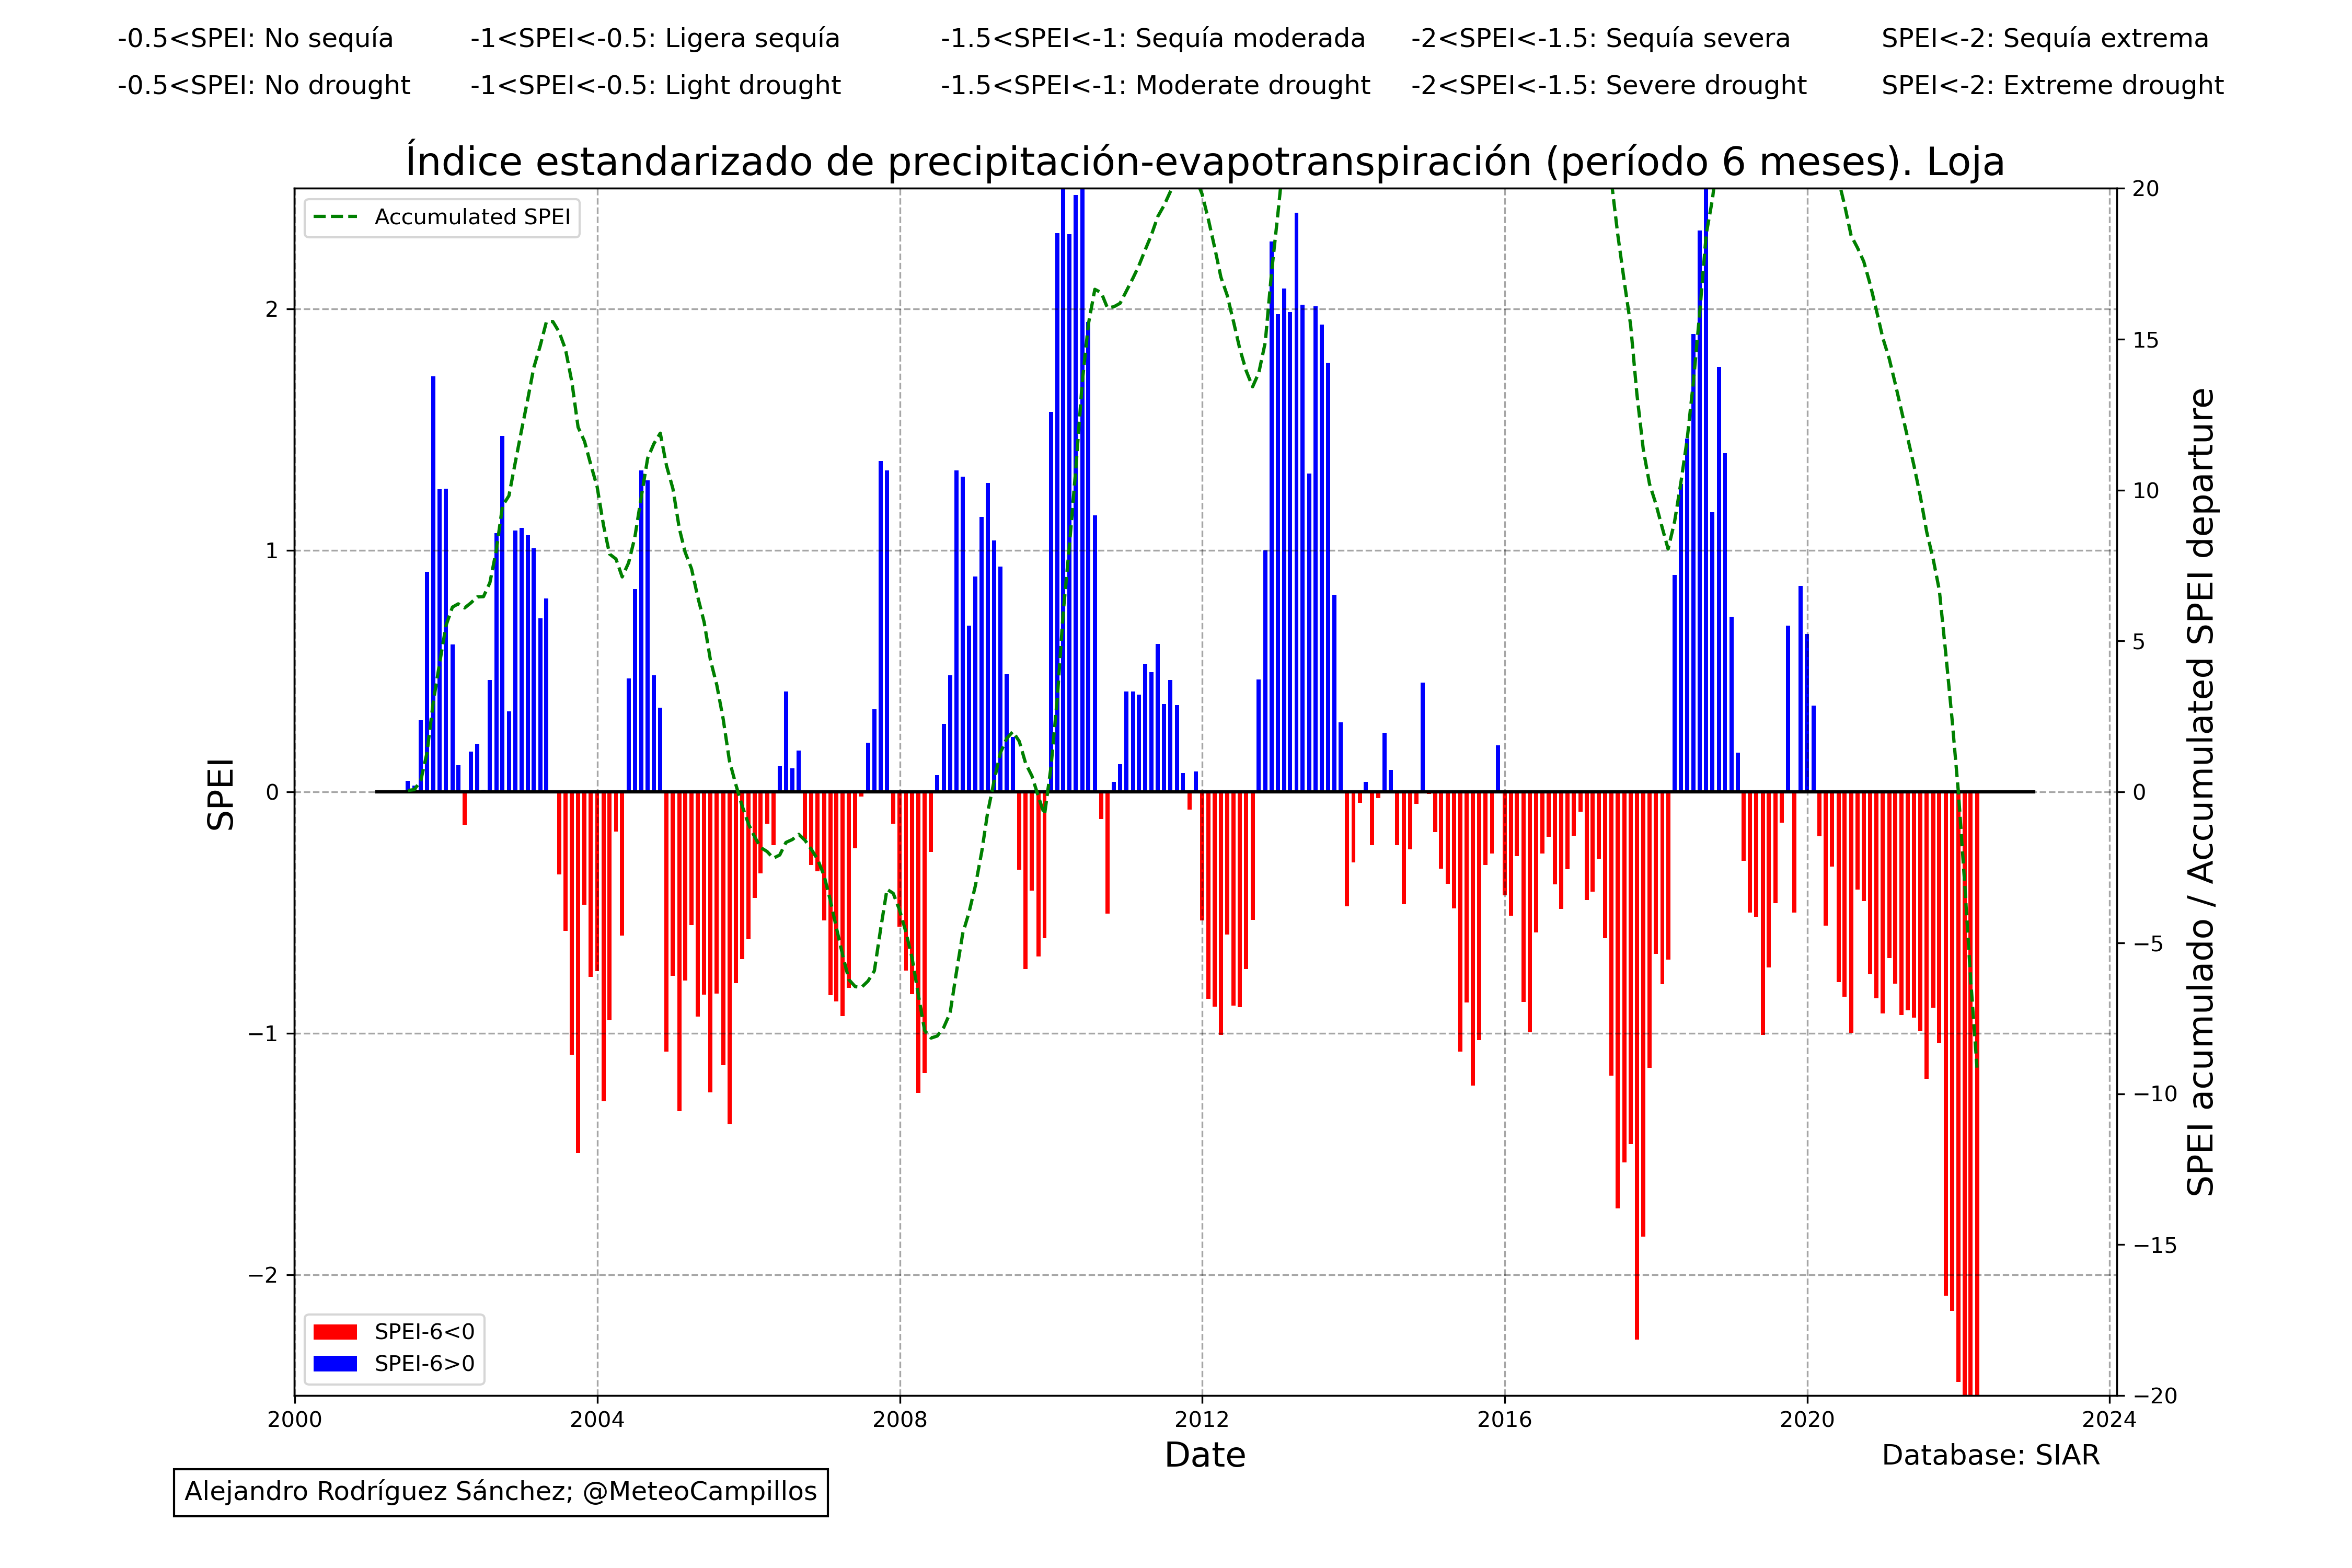 -0.5<SPEI: No sequía -1<SPEI<-0.5: Ligera sequía -1.5<SPEI<-1: Sequía moderada -2<SPEI<-1.5: Sequía severa SPEI<-2: Sequía extrema
-0.5<SPEI: No drought -1<SPEI<-0.5: Light drought -1.5<SPEI<-1: Moderate drought -2<SPEI<-1.5: Severe drought SPEI<-2: Extreme drought
Índice estandarizado de precipitación-evapotranspiración (período 6 meses). Loja
Accumulated SPEI
2
1
0
−1
−2
SPEI
20
15
10
5
0
−5
−10
−15
−20
SPEI acumulado / Accumulated SPEI departure
SPEI-6<0
SPEI-6>0
2000 2004 2008 2012 2016 2020 2024
Date
Database: SIAR
Alejandro Rodríguez Sánchez; @MeteoCampillos